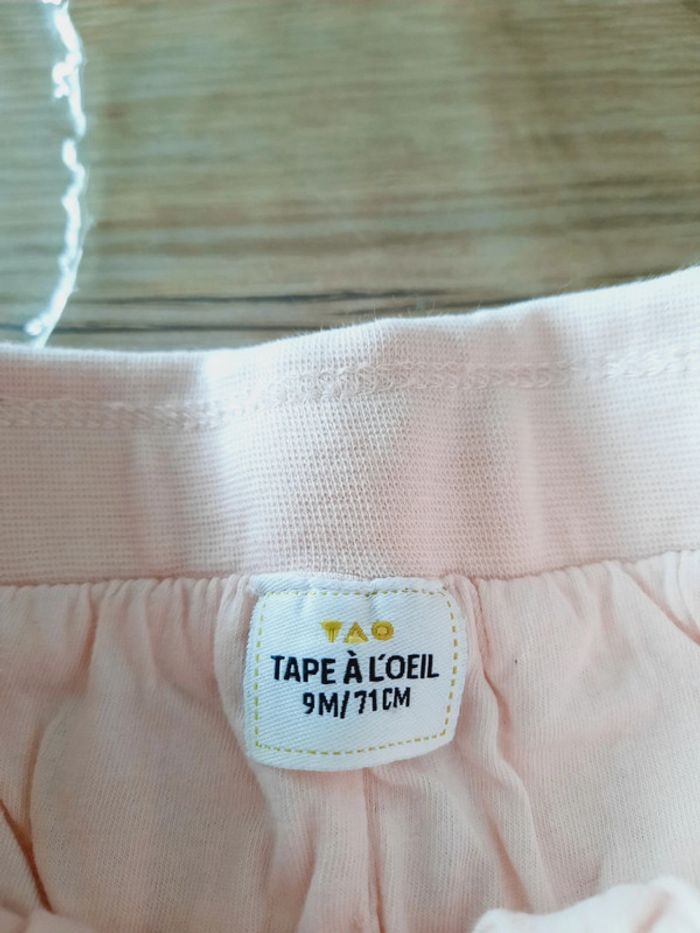 TAO
TAPE À L'OEIL
9M/71CM